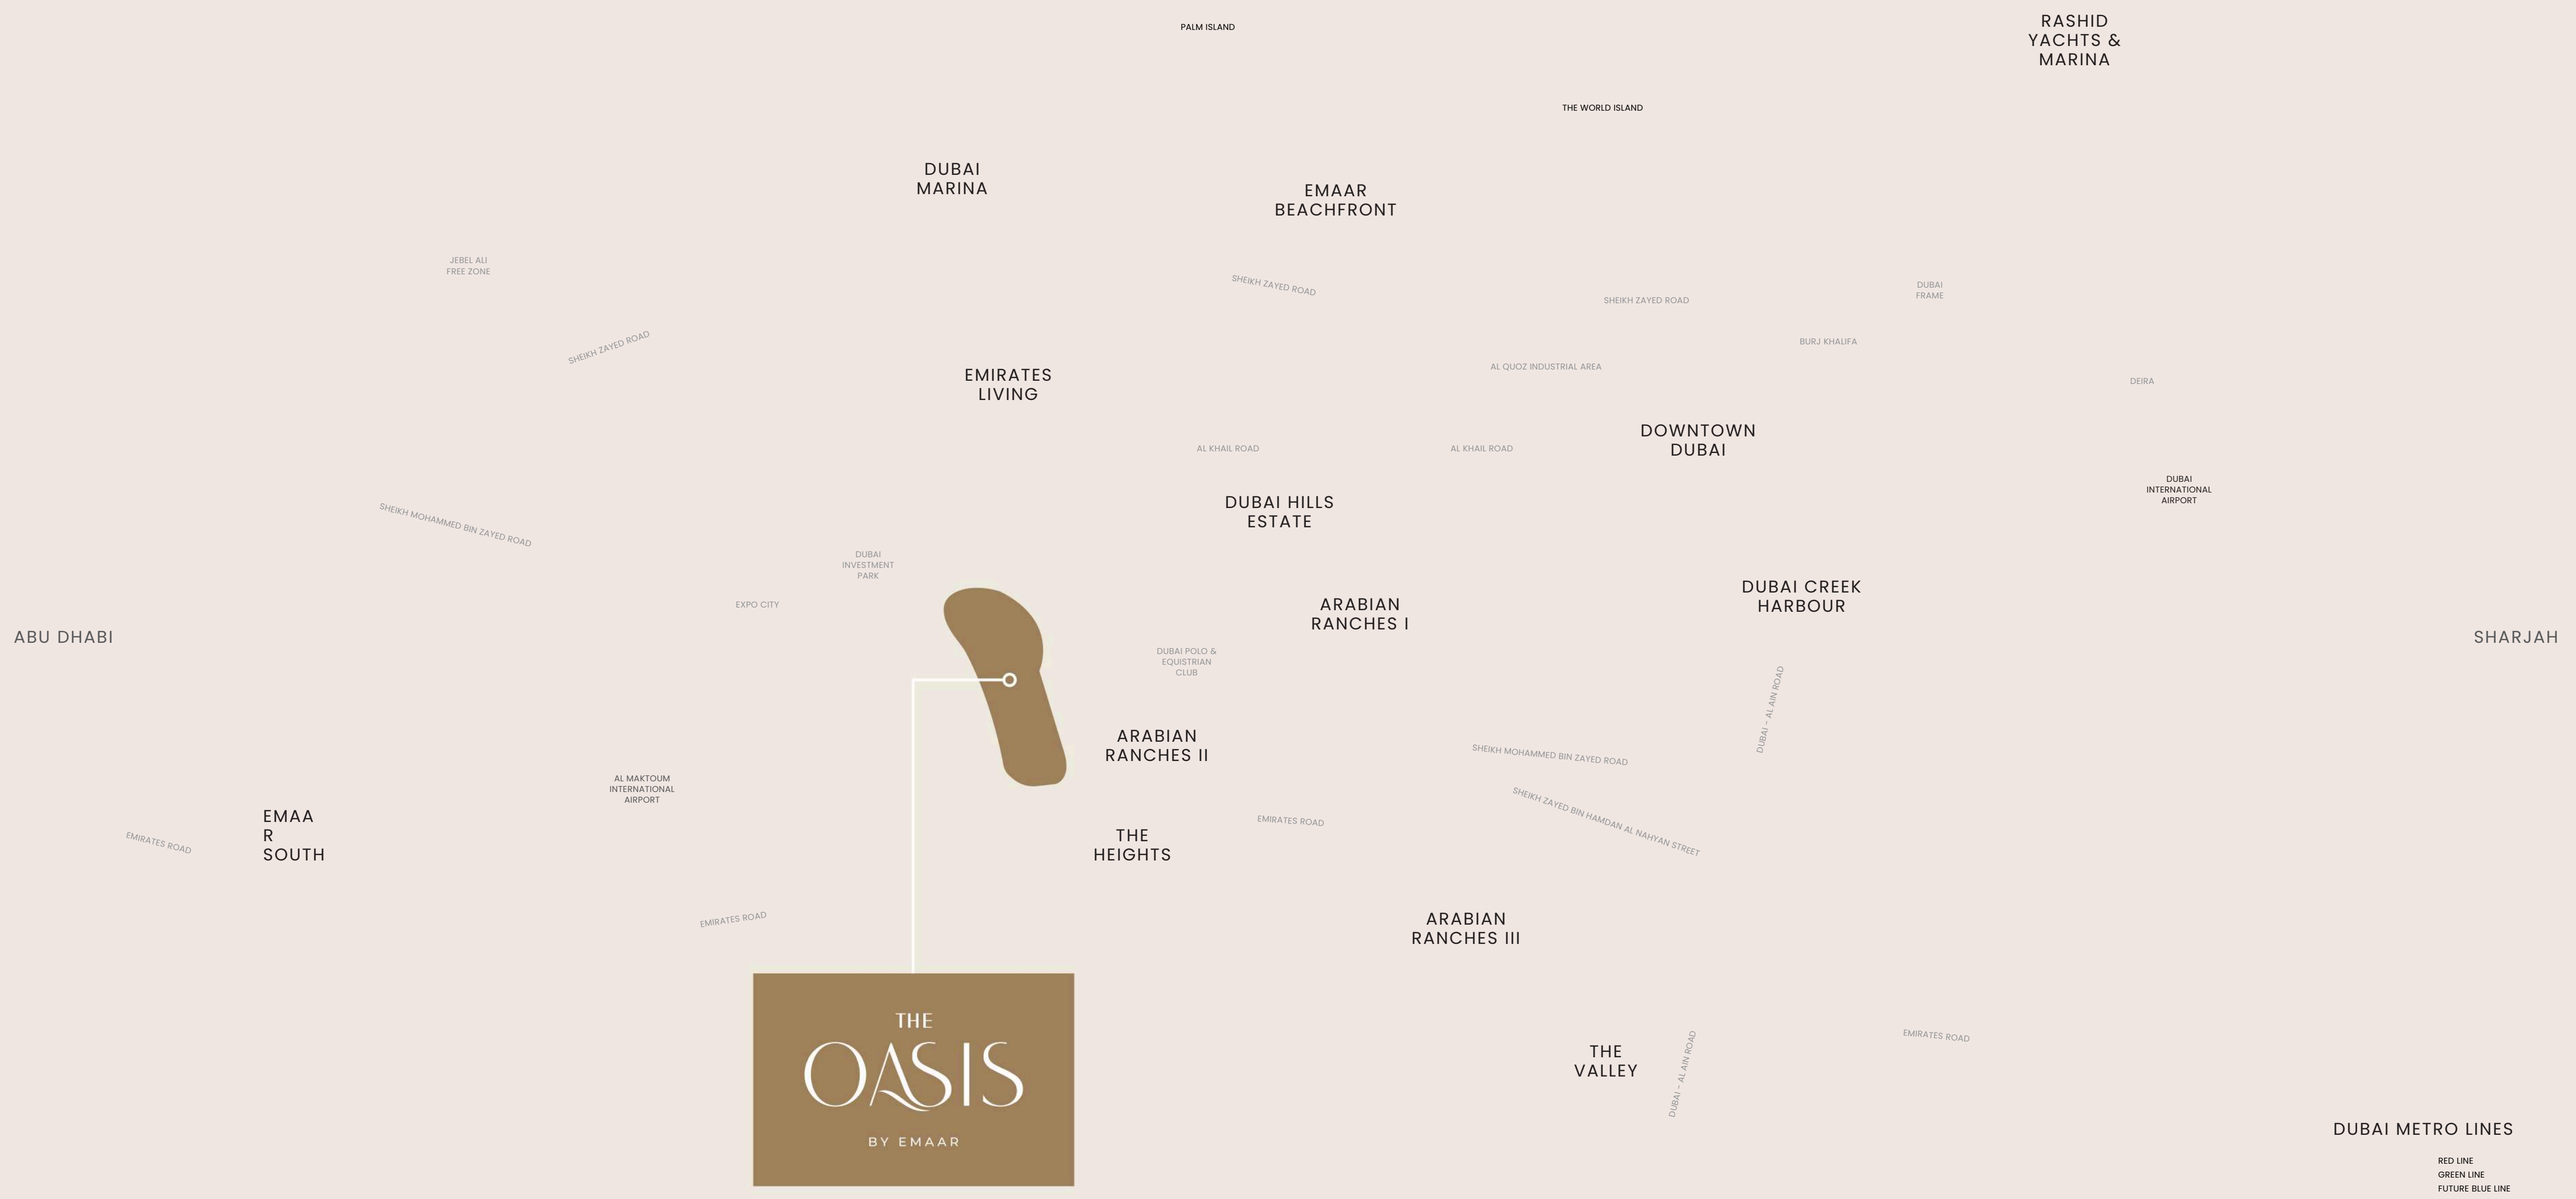 PALM ISLAND
RASHID
YACHTS &
MARINA
THE WORLD ISLAND
DUBAI
MARINA
EMAAR
BEACHFRONT
JEBEL ALI
FREE ZONE
SHEIKH ZAYED ROAD
SHEIKH ZAYED ROAD
DUBAI
FRAME
SHEIKH ZAYED ROAD
BURJ KHALIFA
AL QUOZ INDUSTRIAL AREA
DEIRA
EMIRATES
LIVING
AL KHAIL ROAD
AL KHAIL ROAD
DOWNTOWN
DUBAI
DUBAI
INTERNATIONAL
AIRPORT
DUBAI HILLS
ESTATE
SHEIKH MOHAMMED BIN ZAYED ROAD
DUBAI
INVESTMENT
PARK
EXPO CITY
ARABIAN
RANCHES I
DUBAI CREEK
HARBOUR
ABU DHABI
SHARJAH
DUBAI POLO &
EQUISTRIAN
CLUB
DUBAI - AL AIN ROAD
ARABIAN
RANCHES II
SHEIKH MOHAMMED BIN ZAYED ROAD
AL MAKTOUM
INTERNATIONAL
AIRPORT
SHEIKH ZAYED BIN HAMDAN AL NAHYAN STREET
EMAA
R
SOUTH
EMIRATES ROAD
EMIRATES ROAD
THE
HEIGHTS
EMIRATES ROAD
ARABIAN
RANCHES III
THE
OASIS
BY EMAAR
THE
VALLEY
DUBAI - AL AIN ROAD
EMIRATES ROAD
DUBAI METRO LINES
RED LINE
GREEN LINE
FUTURE BLUE LINE